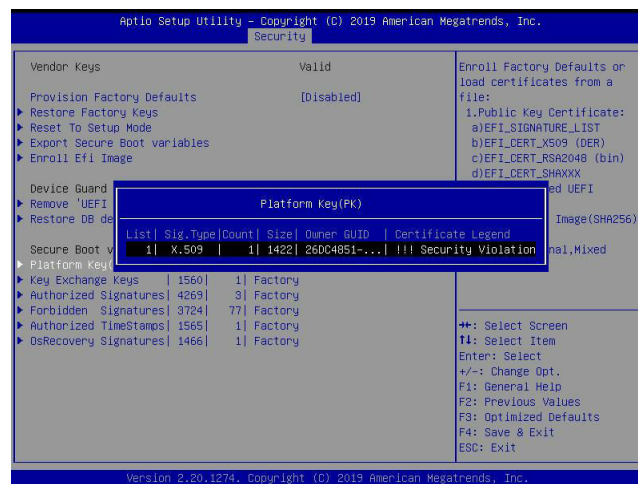 Aptio Setup Utility – Copyright (C) 2019 American Megatrends, Inc.
Security
Vendor Keys Valid
Provision Factory Defaults [Disabled]
Restore Factory Keys
Reset To Setup Mode
Export Secure Boot variables
Enroll Efi Image
Device Guard
Remove 'UEFI
Restore DB de
Secure Boot v
Platform Key(
Key Exchange Keys | 1560| 1| Factory
Authorized Signatures| 4269| 3| Factory
Forbidden Signatures| 3724| 77| Factory
Authorized TimeStamps| 1565| 1| Factory
OsRecovery Signatures| 1466| 1| Factory
Platform Key(PK)
List| Sig.Type|Count| Size| Owner GUID | Certificate Legend
1| X.509 | 1| 1422| 26DC4851-...| !!! Security Violation
Enroll Factory Defaults or
load certificates from a
file:
1.Public Key Certificate:
a)EFI_SIGNATURE_LIST
b)EFI_CERT_X509 (DER)
c)EFI_CERT_RSA2048 (bin)
d)EFI_CERT_SHAXXX
ed UEFI
Image(SHA256)
nal,Mixed
→←: Select Screen
↑↓: Select Item
Enter: Select
+/-: Change Opt.
F1: General Help
F2: Previous Values
F3: Optimized Defaults
F4: Save & Exit
ESC: Exit
Version 2.20.1274. Copyright (C) 2019 American Megatrends, Inc.